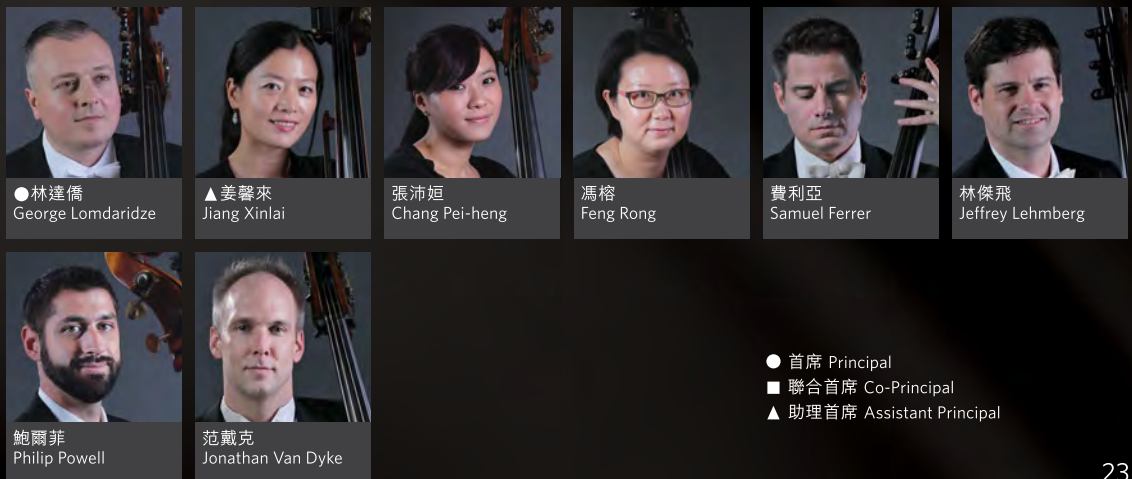 ●林達僑
George Lomdaridze
▲姜馨來
Jiang Xinlai
張沛姮
Chang Pei-heng
馮榕
Feng Rong
費利亞
Samuel Ferrer
林傑飛
Jeffrey Lehmberg
鮑爾菲
Philip Powell
范戴克
Jonathan Van Dyke
● 首席 Principal
■ 聯合首席 Co-Principal
▲ 助理首席 Assistant Principal
23